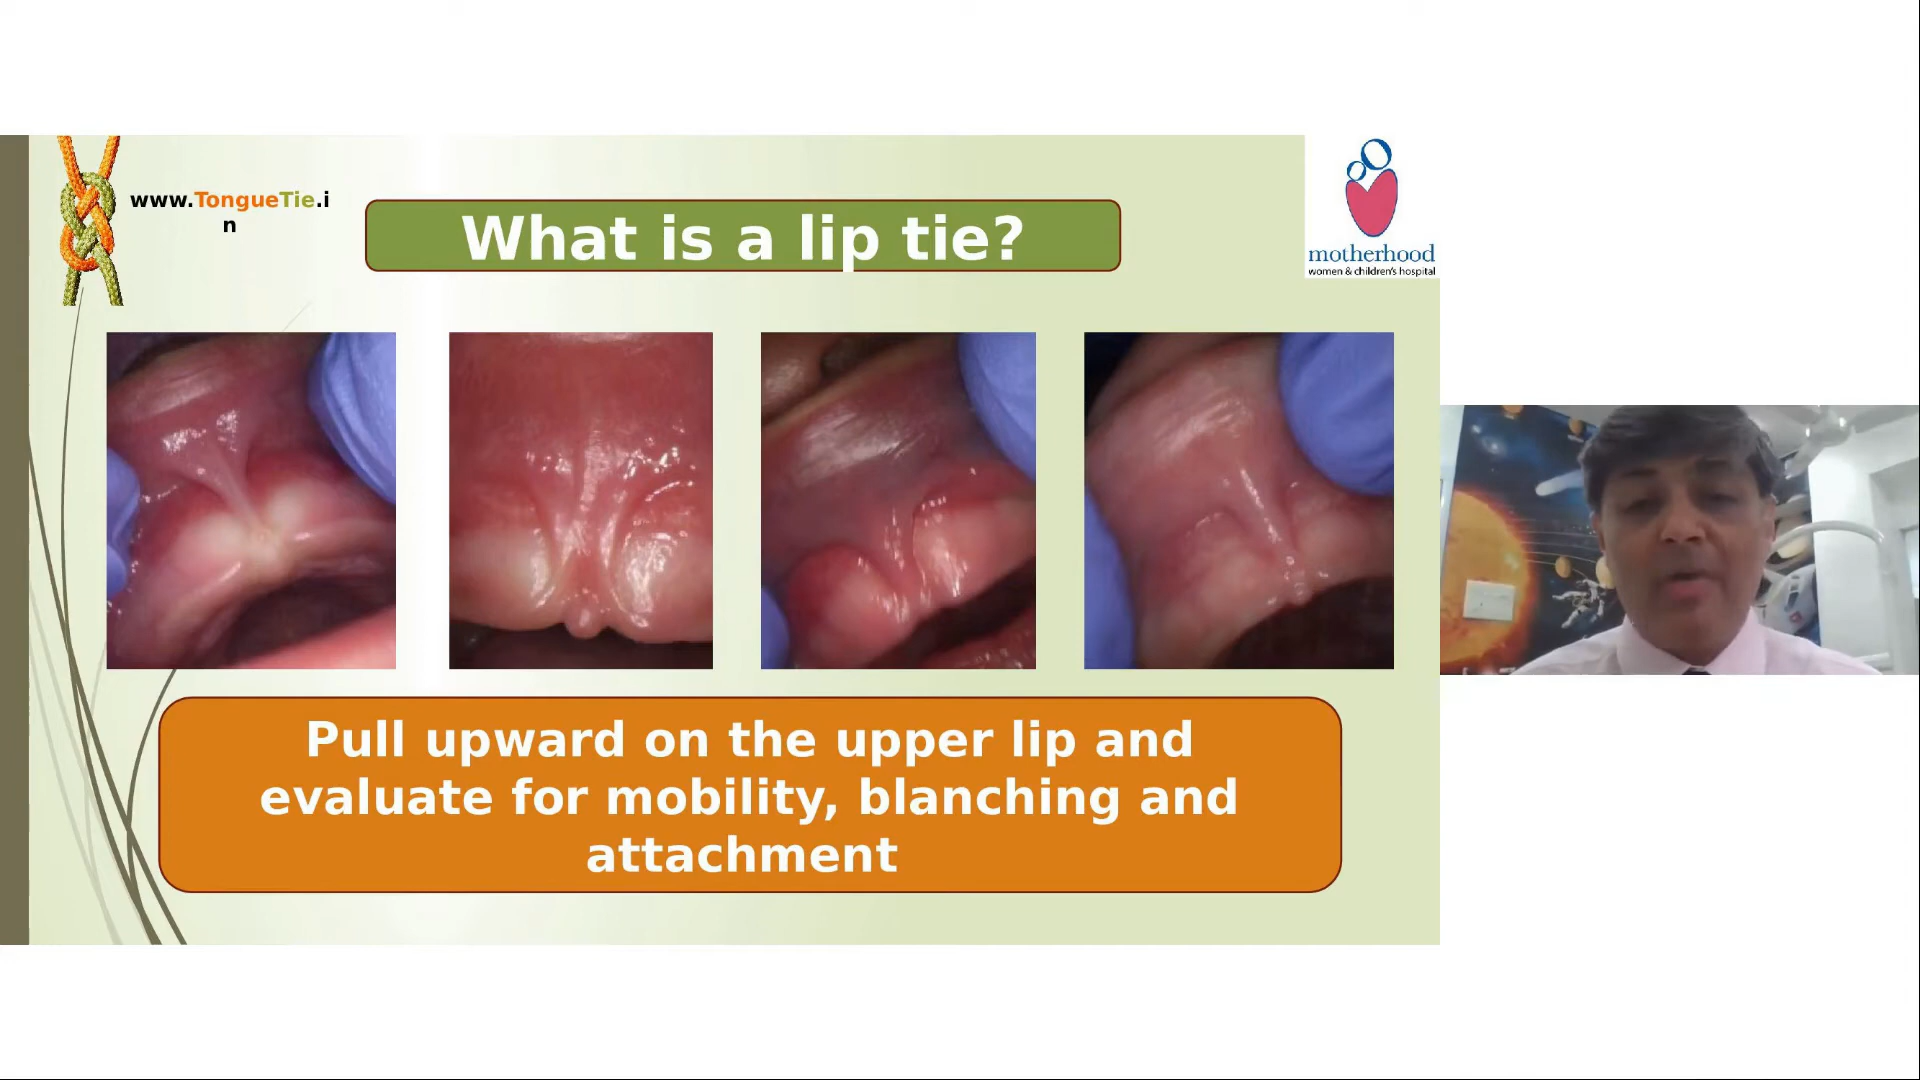 www.TongueTie.i
n
What is a lip tie?
motherhood
women & children's hospital
Pull upward on the upper lip and
evaluate for mobility, blanching and
attachment